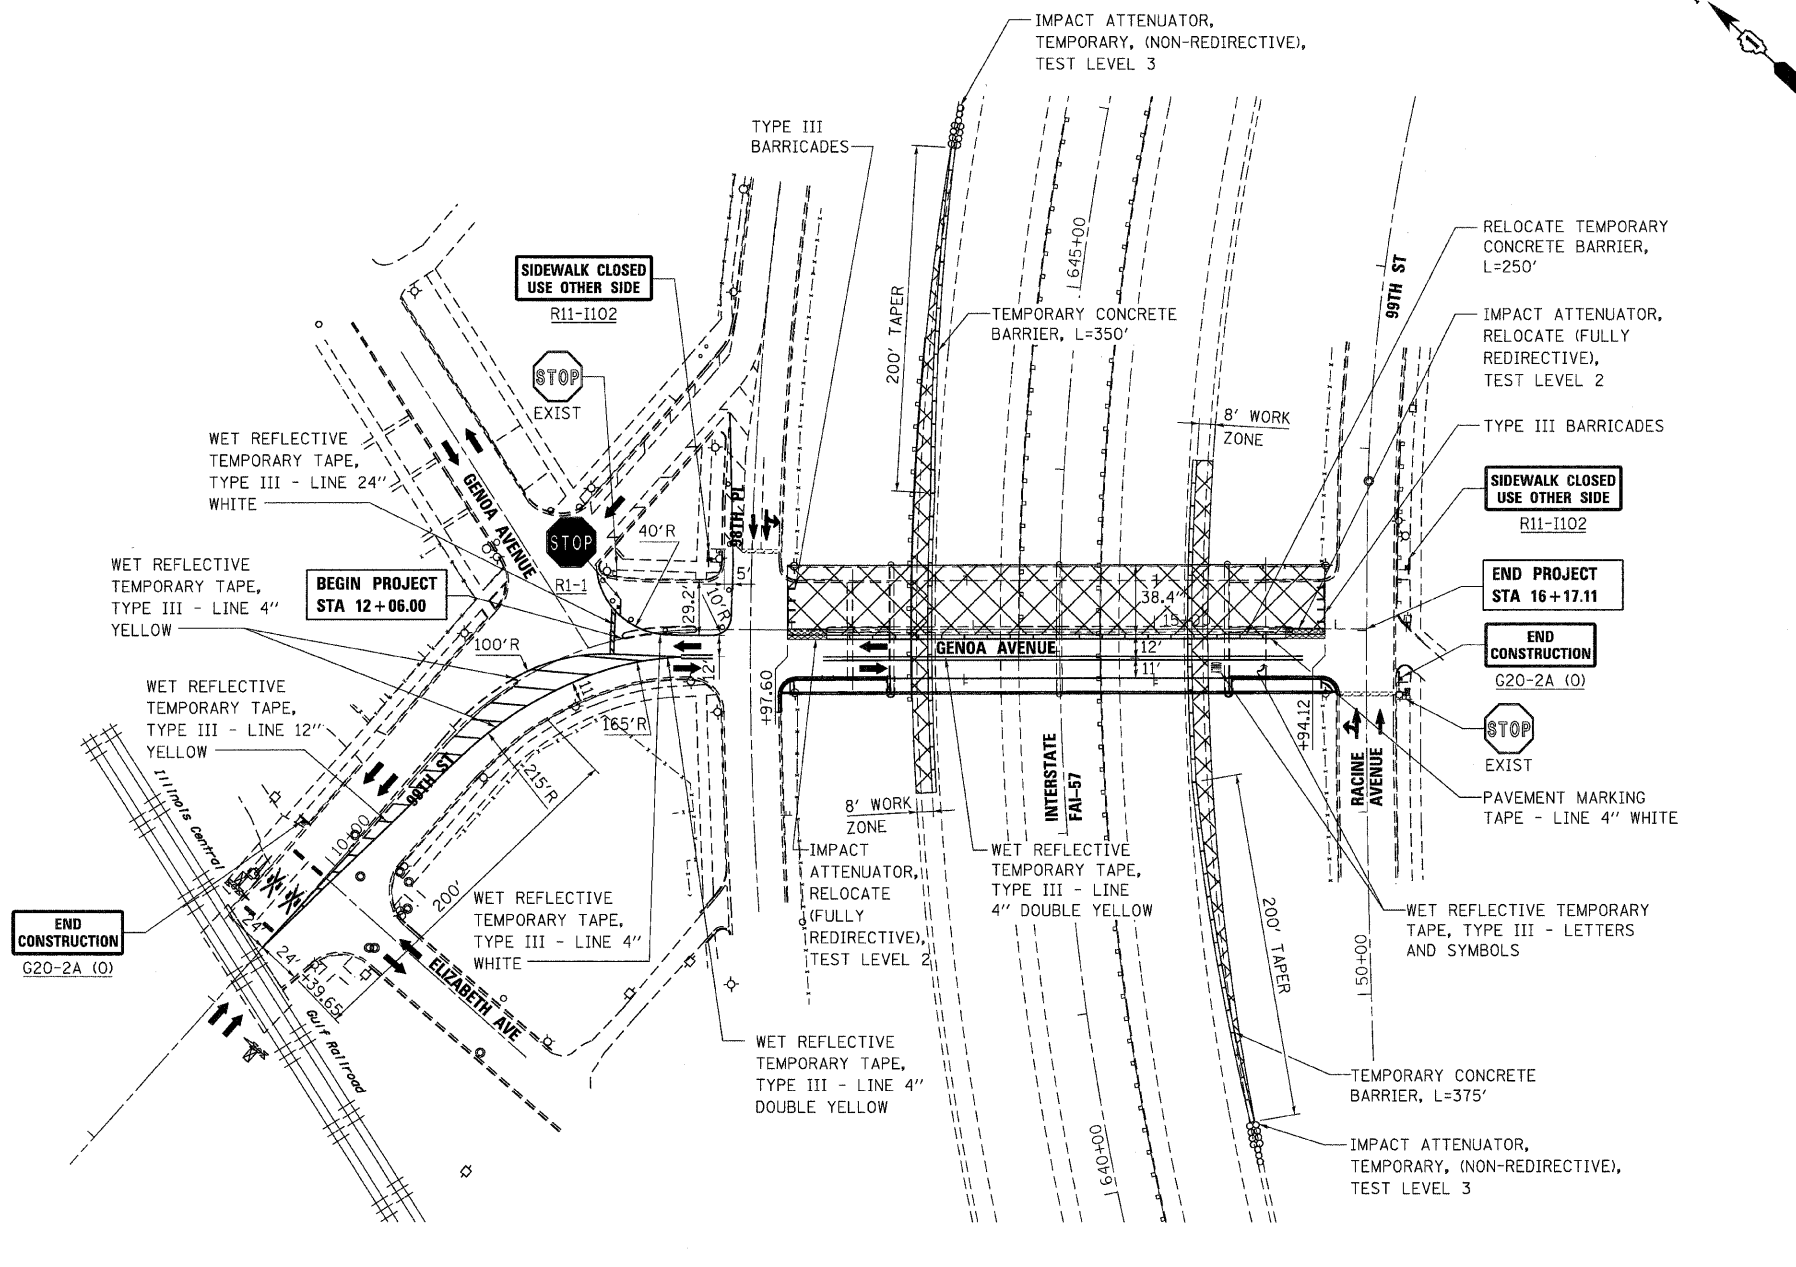 IMPACT ATTENUATOR,
TEMPORARY, (NON-REDIRECTIVE),
TEST LEVEL 3
TYPE III
BARRICADES
SIDEWALK CLOSED
USE OTHER SIDE
R11-I102
STOP
EXIST
200' TAPER
TEMPORARY CONCRETE
BARRIER, L=350'
645+00
99TH ST
RELOCATE TEMPORARY
CONCRETE BARRIER,
L=250'
IMPACT ATTENUATOR,
RELOCATE (FULLY
REDIRECTIVE),
TEST LEVEL 2
8' WORK
ZONE
TYPE III BARRICADES
SIDEWALK CLOSED
USE OTHER SIDE
R11-I102
WET REFLECTIVE
TEMPORARY TAPE,
TYPE III - LINE 24"
WHITE
GENOA AVENUE
98TH PL
STOP
R1-1
40'R
WET REFLECTIVE
TEMPORARY TAPE,
TYPE III - LINE 4"
YELLOW
BEGIN PROJECT
STA 12+06.00
5'
10'R
29.2'
38.4'
15'
END PROJECT
STA 16+17.11
100'R
12'
GENOA AVENUE
12'
11'
END
CONSTRUCTION
G20-2A (O)
WET REFLECTIVE
TEMPORARY TAPE,
TYPE III - LINE 12"
YELLOW
165'R
+97.60
+94.12
STOP
EXIST
99TH ST
215'R
INTERSTATE
FAI-57
RACINE
AVENUE
PAVEMENT MARKING
TAPE - LINE 4" WHITE
8' WORK
ZONE
Illinois Central
10+00
200'
IMPACT
ATTENUATOR,
RELOCATE
(FULLY
REDIRECTIVE),
TEST LEVEL 2
WET REFLECTIVE
TEMPORARY TAPE,
TYPE III - LINE
4" DOUBLE YELLOW
200' TAPER
WET REFLECTIVE TEMPORARY
TAPE, TYPE III - LETTERS
AND SYMBOLS
END
CONSTRUCTION
G20-2A (O)
24'
24'
+39.65
WET REFLECTIVE
TEMPORARY TAPE,
TYPE III - LINE 4"
WHITE
ELIZABETH AVE
150+00
Gulf Railroad
WET REFLECTIVE
TEMPORARY TAPE,
TYPE III - LINE 4"
DOUBLE YELLOW
TEMPORARY CONCRETE
BARRIER, L=375'
640+00
IMPACT ATTENUATOR,
TEMPORARY, (NON-REDIRECTIVE),
TEST LEVEL 3